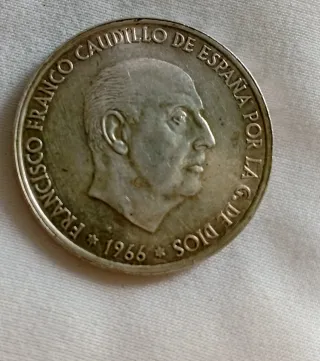 FRANCISCO FRANCO CAUDILLO DE ESPAÑA POR LA G. DE DIOS
* 1966 *